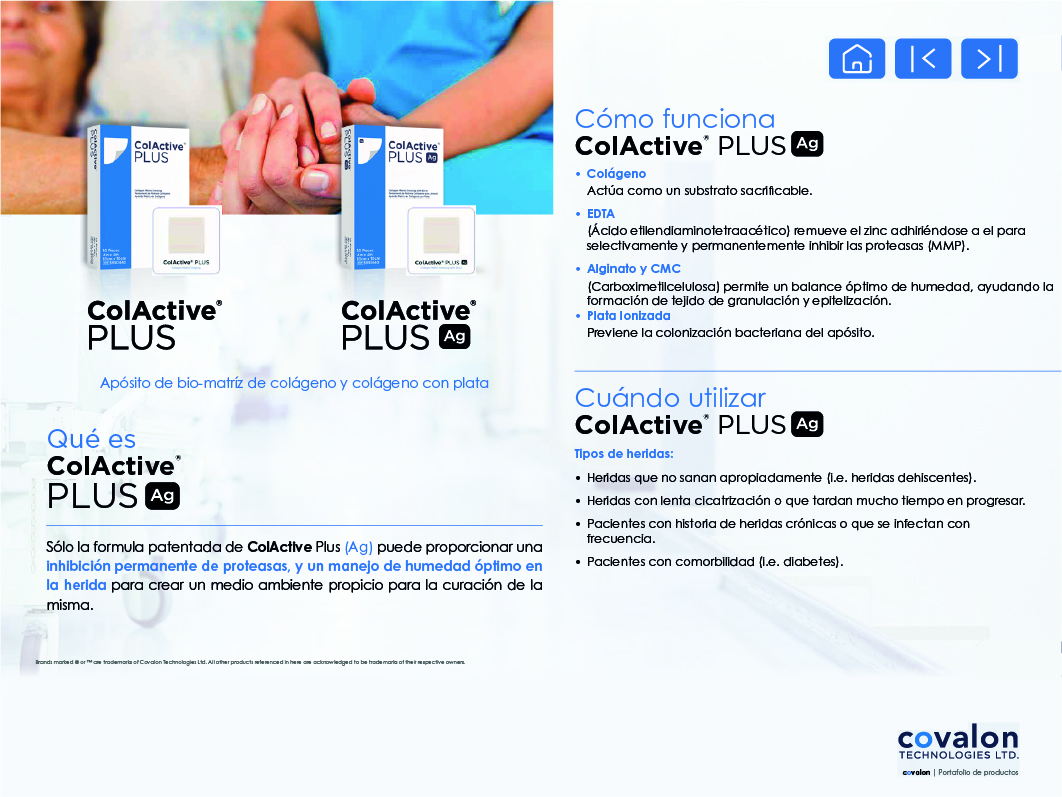 ColActive®
PLUS
ColActive®
PLUS Ag
ColActive® PLUS
ColActive® PLUS Ag
ColActive®
PLUS
ColActive®
PLUS Ag
Apósito de bio-matríz de colágeno y colágeno con plata
Qué es
ColActive®
PLUS Ag
Sólo la formula patentada de ColActive Plus (Ag) puede proporcionar una
inhibición permanente de proteasas, y un manejo de humedad óptimo en
la herida para crear un medio ambiente propicio para la curación de la
misma.
Brands marked ® or ™ are trademarks of Covalon Technologies Ltd. All other products referenced in here are acknowledged to be trademarks of their respective owners.
Cómo funciona
ColActive® PLUS Ag
• Colágeno
Actúa como un substrato sacrificable.
• EDTA
(Ácido etilendiaminotetraacético) remueve el zinc adhiriéndose a el para
selectivamente y permanentemente inhibir las proteasas (MMP).
• Alginato y CMC
(Carboximetilcelulosa) permite un balance óptimo de humedad, ayudando la
formación de tejido de granulación y epitelización.
• Plata Ionizada
Previene la colonización bacteriana del apósito.
Cuándo utilizar
ColActive® PLUS Ag
Tipos de heridas:
• Heridas que no sanan apropiadamente (i.e. heridas dehiscentes).
• Heridas con lenta cicatrización o que tardan mucho tiempo en progresar.
• Pacientes con historia de heridas crónicas o que se infectan con
frecuencia.
• Pacientes con comorbilidad (i.e. diabetes).
covalon
TECHNOLOGIES LTD.
covalon | Portafolio de productos